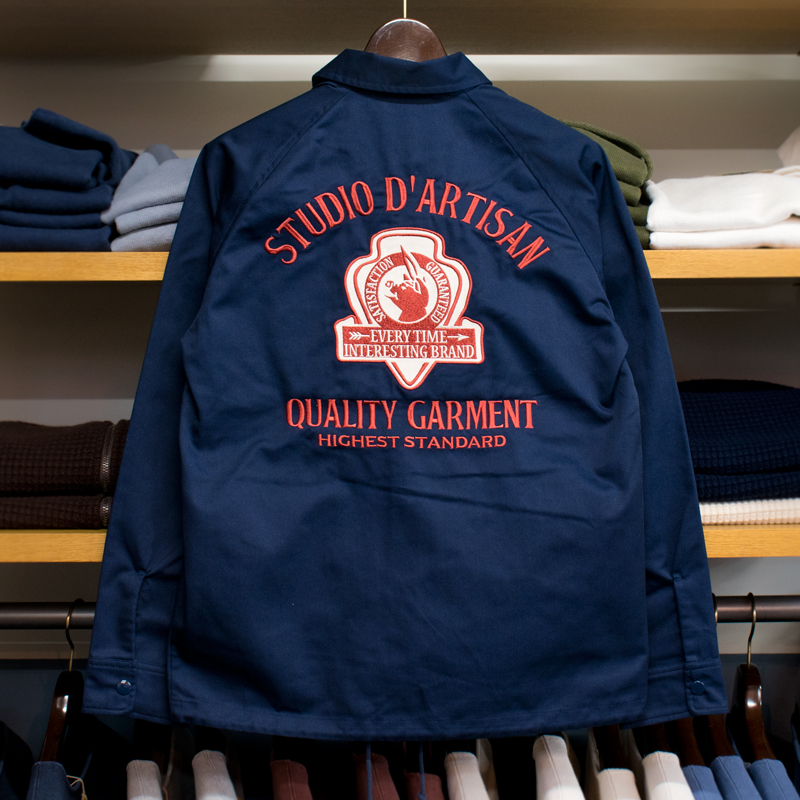 STUDIO D'ARTISAN
SATISFACTION GUARANTEED
EVERY TIME
INTERESTING BRAND
QUALITY GARMENT
HIGHEST STANDARD